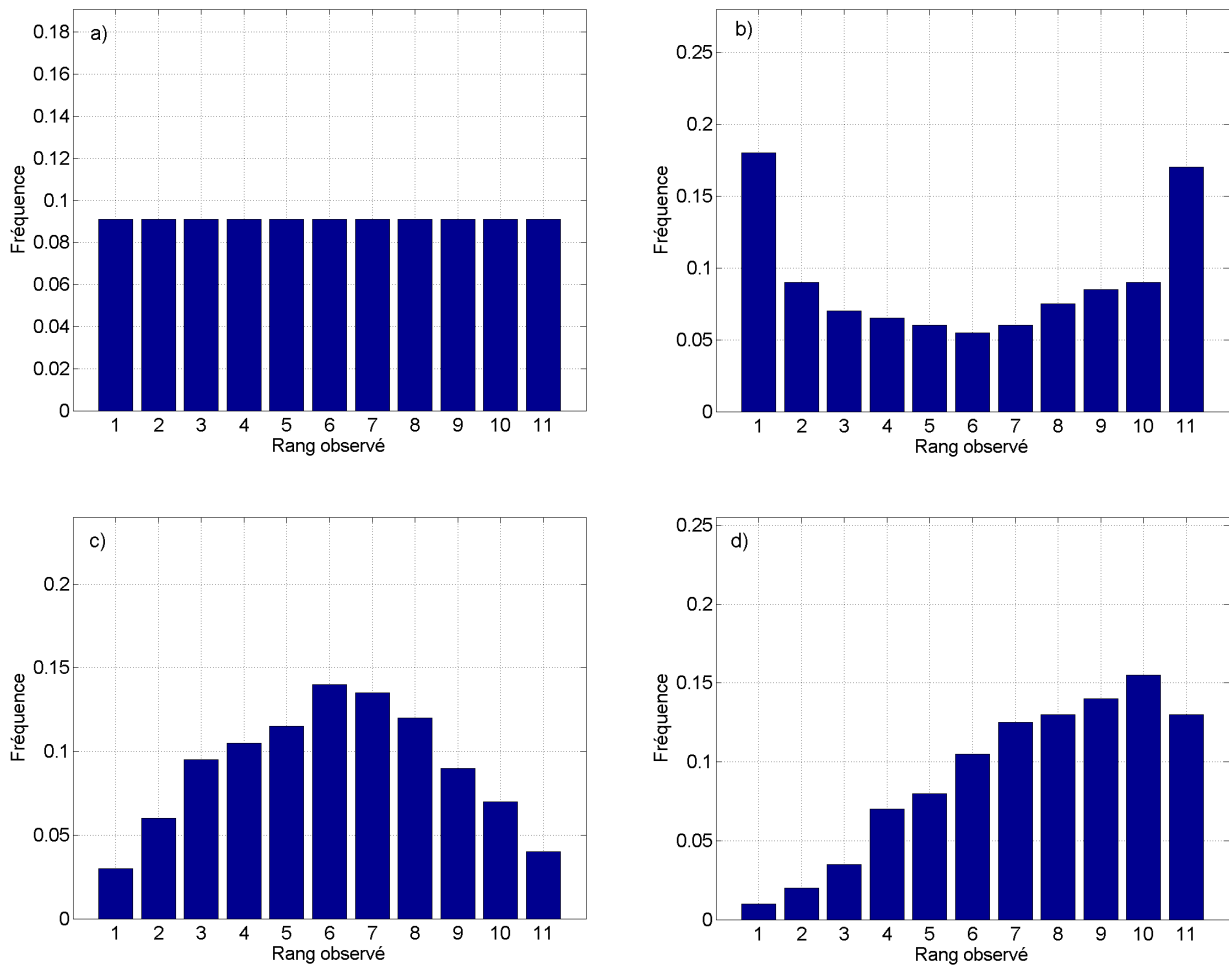 a)
0.18
0.16
0.14
0.12
0.1
0.08
0.06
0.04
0.02
0
Fréquence
1 2 3 4 5 6 7 8 9 10 11
Rang observé
b)
0.25
0.2
0.15
0.1
0.05
0
Fréquence
1 2 3 4 5 6 7 8 9 10 11
Rang observé
c)
0.2
0.15
0.1
0.05
0
Fréquence
1 2 3 4 5 6 7 8 9 10 11
Rang observé
d)
0.25
0.2
0.15
0.1
0.05
0
Fréquence
1 2 3 4 5 6 7 8 9 10 11
Rang observé